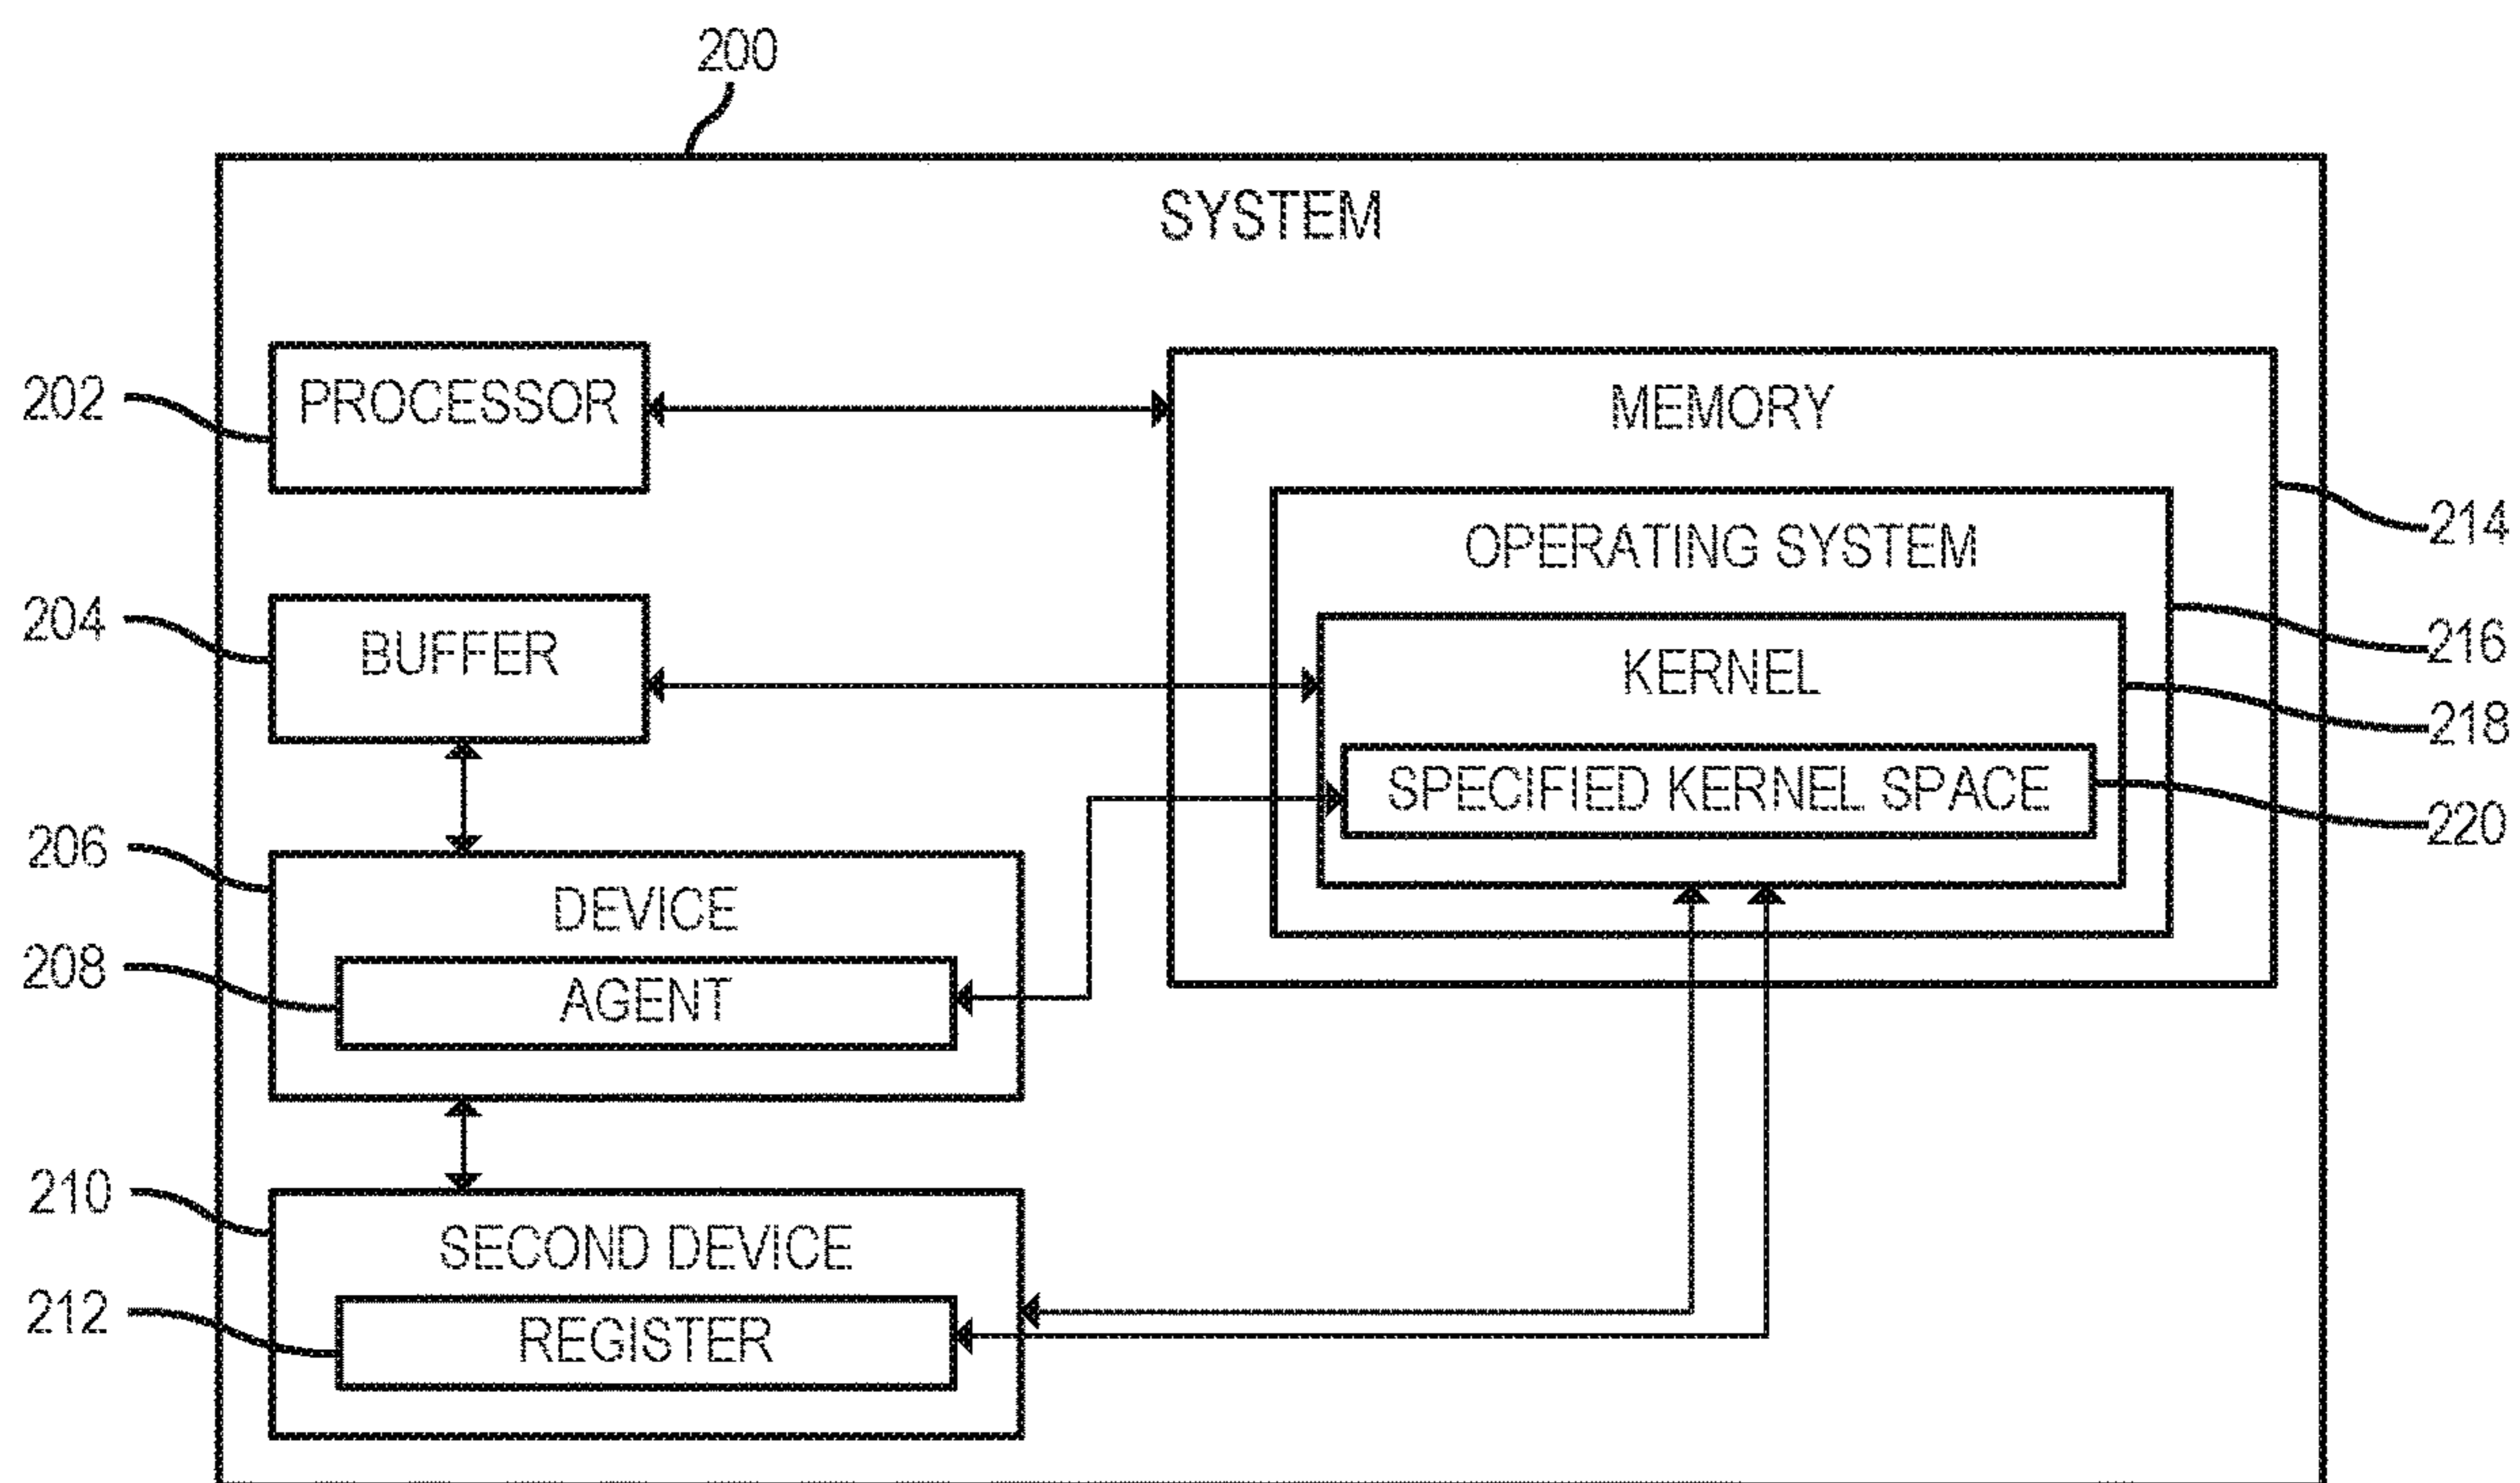 200
SYSTEM
202
PROCESSOR
MEMORY
214
OPERATING SYSTEM
204
BUFFER
216
KERNEL
218
SPECIFIED KERNEL SPACE
220
206
DEVICE
208
AGENT
210
SECOND DEVICE
212
REGISTER